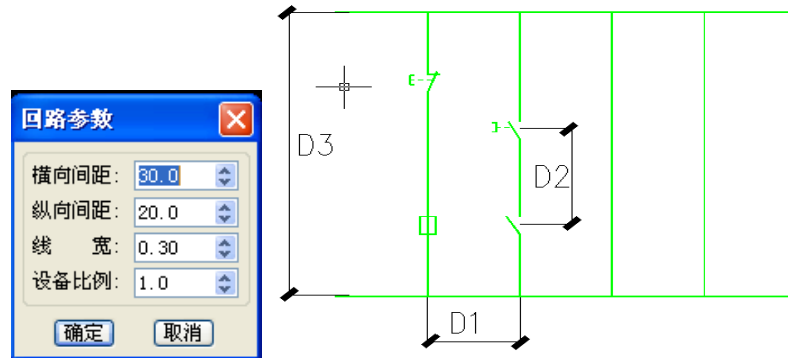 回路参数
横向间距: 30.0
纵向间距: 20.0
线 宽: 0.30
设备比例: 1.0
确定 取消
D3
D2
D1